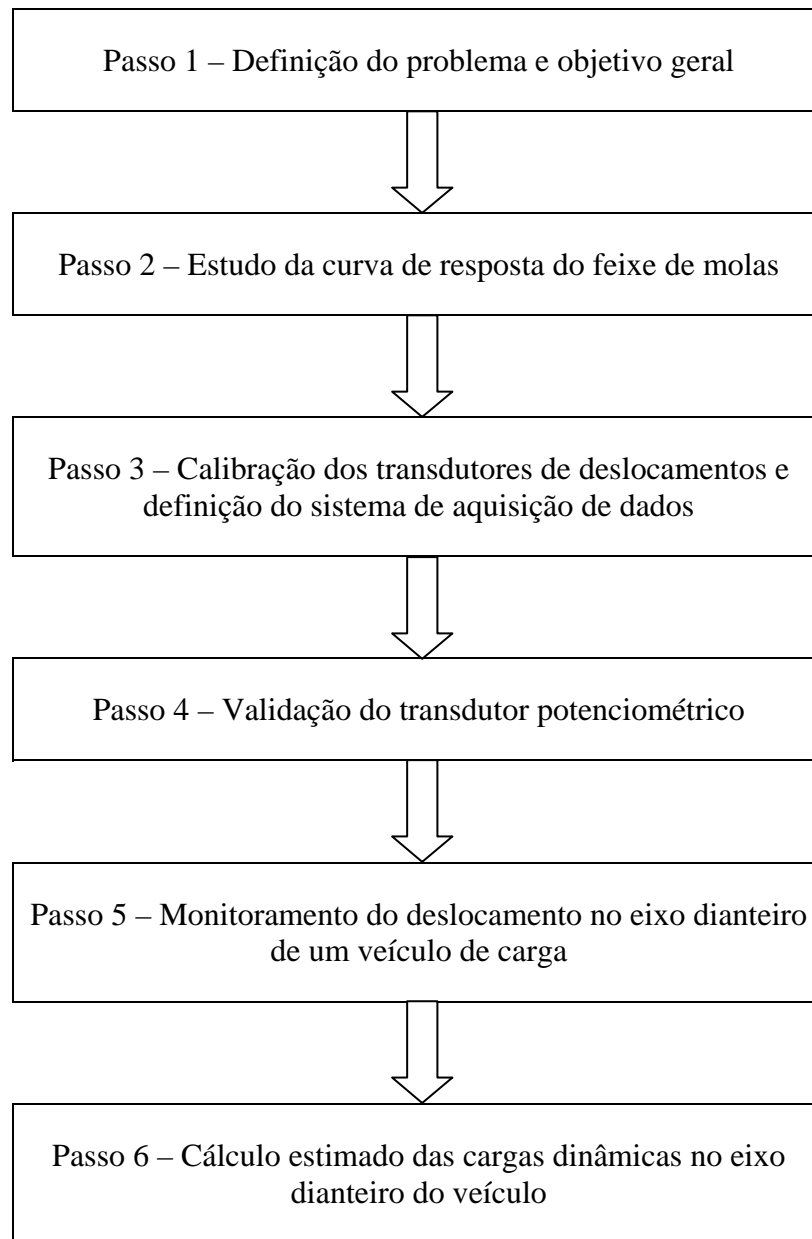 Passo 1 – Definição do problema e objetivo geral
Passo 2 – Estudo da curva de resposta do feixe de molas
Passo 3 – Calibração dos transdutores de deslocamentos e
definição do sistema de aquisição de dados
Passo 4 – Validação do transdutor potenciométrico
Passo 5 – Monitoramento do deslocamento no eixo dianteiro
de um veículo de carga
Passo 6 – Cálculo estimado das cargas dinâmicas no eixo
dianteiro do veículo